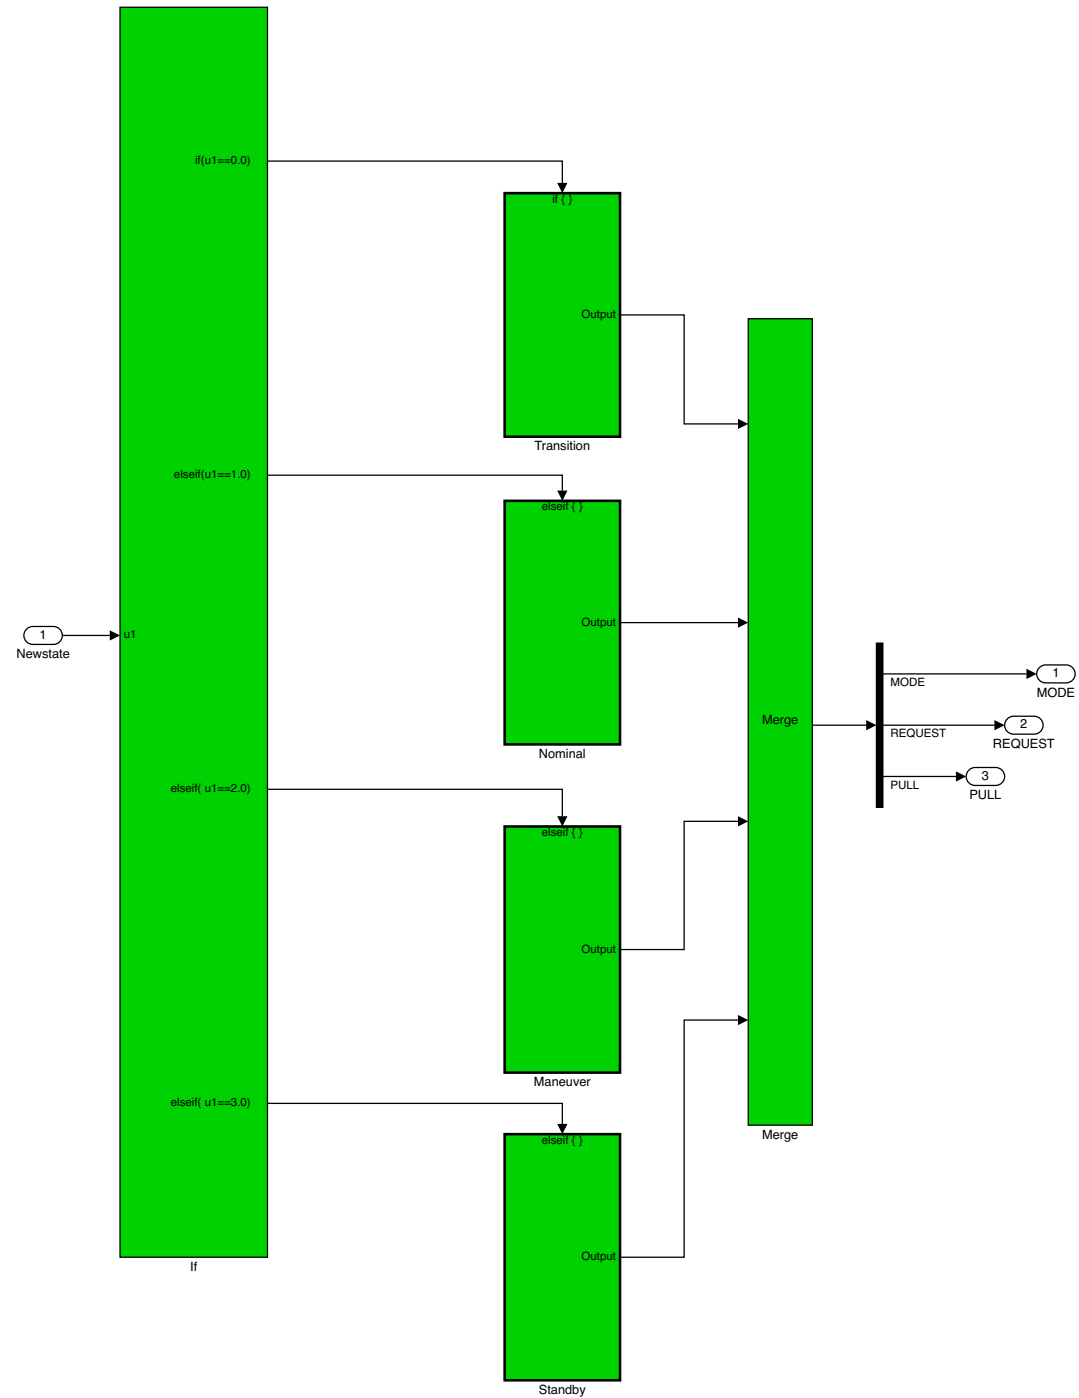 if(u1==0.0)
if { }
Output
Transition
elseif(u1==1.0)
elseif { }
Output
Nominal
1
Newstate
u1
elseif( u1==2.0)
elseif { }
Output
Maneuver
elseif( u1==3.0)
elseif { }
Output
Standby
If
Merge
Merge
MODE
1
MODE
REQUEST
2
REQUEST
PULL
3
PULL